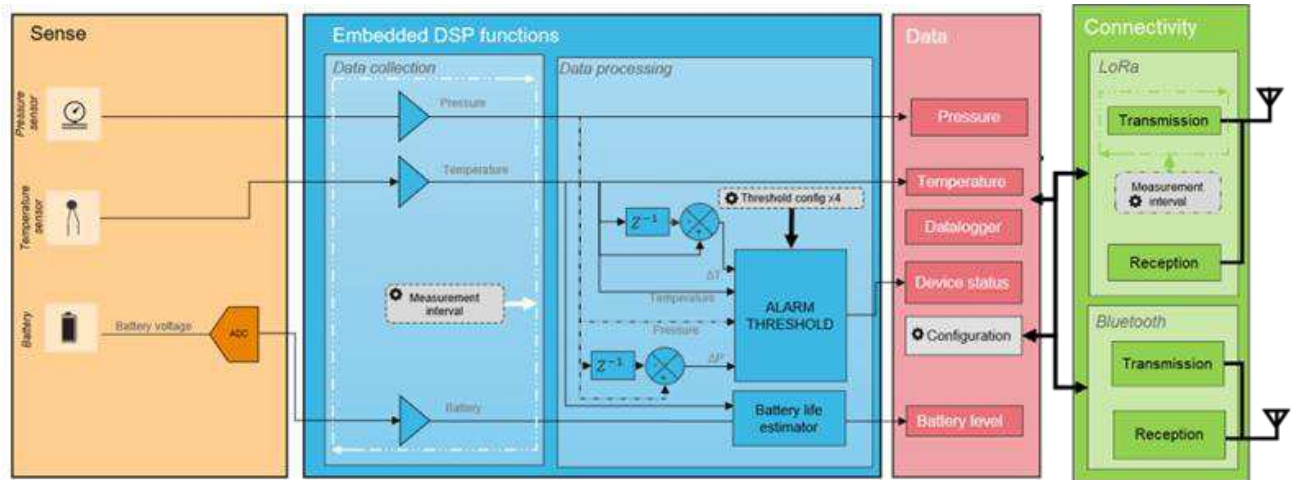 Sense
Pressure
sensor
Temperature
sensor
Battery
Battery voltage
ADC
Embedded DSP functions
Data collection
Pressure
Temperature
Measurement
interval
Battery
Data processing
Threshold config x4
Z⁻¹
ΔT
Temperature
Pressure
Z⁻¹
ΔP
ALARM
THRESHOLD
Battery life
estimator
Data
Pressure
Temperature
Datalogger
Device status
Configuration
Battery level
Connectivity
LoRa
Transmission
Measurement
interval
Reception
Bluetooth
Transmission
Reception